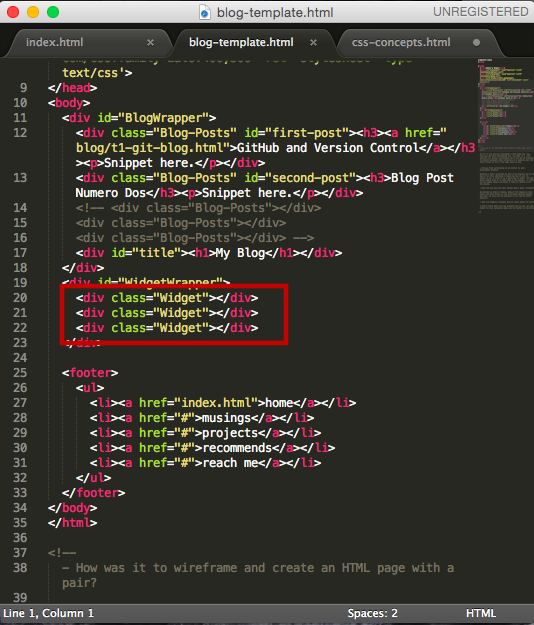 blog-template.html UNREGISTERED
index.html × blog-template.html × css-concepts.html
text/css'>
9 </head>
10 <body>
11 <div id="BlogWrapper">
12 <div class="Blog-Posts" id="first-post"><h3><a href="
blog/t1-git-blog.html">GitHub and Version Control</a></h3
><p>Snippet here.</p></div>
13 <div class="Blog-Posts" id="second-post"><h3>Blog Post
Numero Dos</h3><p>Snippet here.</p></div>
14 <!-- <div class="Blog-Posts"></div>
15 <div class="Blog-Posts"></div>
16 <div class="Blog-Posts"></div> -->
17 <div id="title"><h1>My Blog</h1></div>
18 </div>
19 <div id="WidgetWrapper">
20 <div class="Widget"></div>
21 <div class="Widget"></div>
22 <div class="Widget"></div>
23 </div>
24
25 <footer>
26 <ul>
27 <li><a href="index.html">home</a></li>
28 <li><a href="#">musings</a></li>
29 <li><a href="#">projects</a></li>
30 <li><a href="#">recommends</a></li>
31 <li><a href="#">reach me</a></li>
32 </ul>
33 </footer>
34 </body>
35 </html>
36
37 <!--
38 - How was it to wireframe and create an HTML page with a
pair?
39
Line 1, Column 1 Spaces: 2 HTML